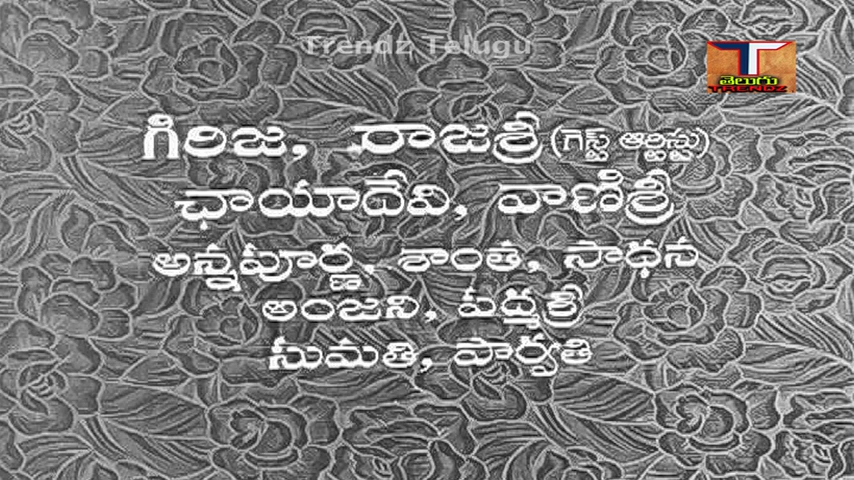 Trendz Telugu
తెలుగు
TRENDZ
గిరిజ, రాజశ్రీ (గెస్ట్ ఆర్టిస్టు)
ఛాయాదేవి, వాణిశ్రీ
అన్నపూర్ణ, శాంత, సాధన
అంజని, పద్మశ్రీ
సుమతి, పార్వతి